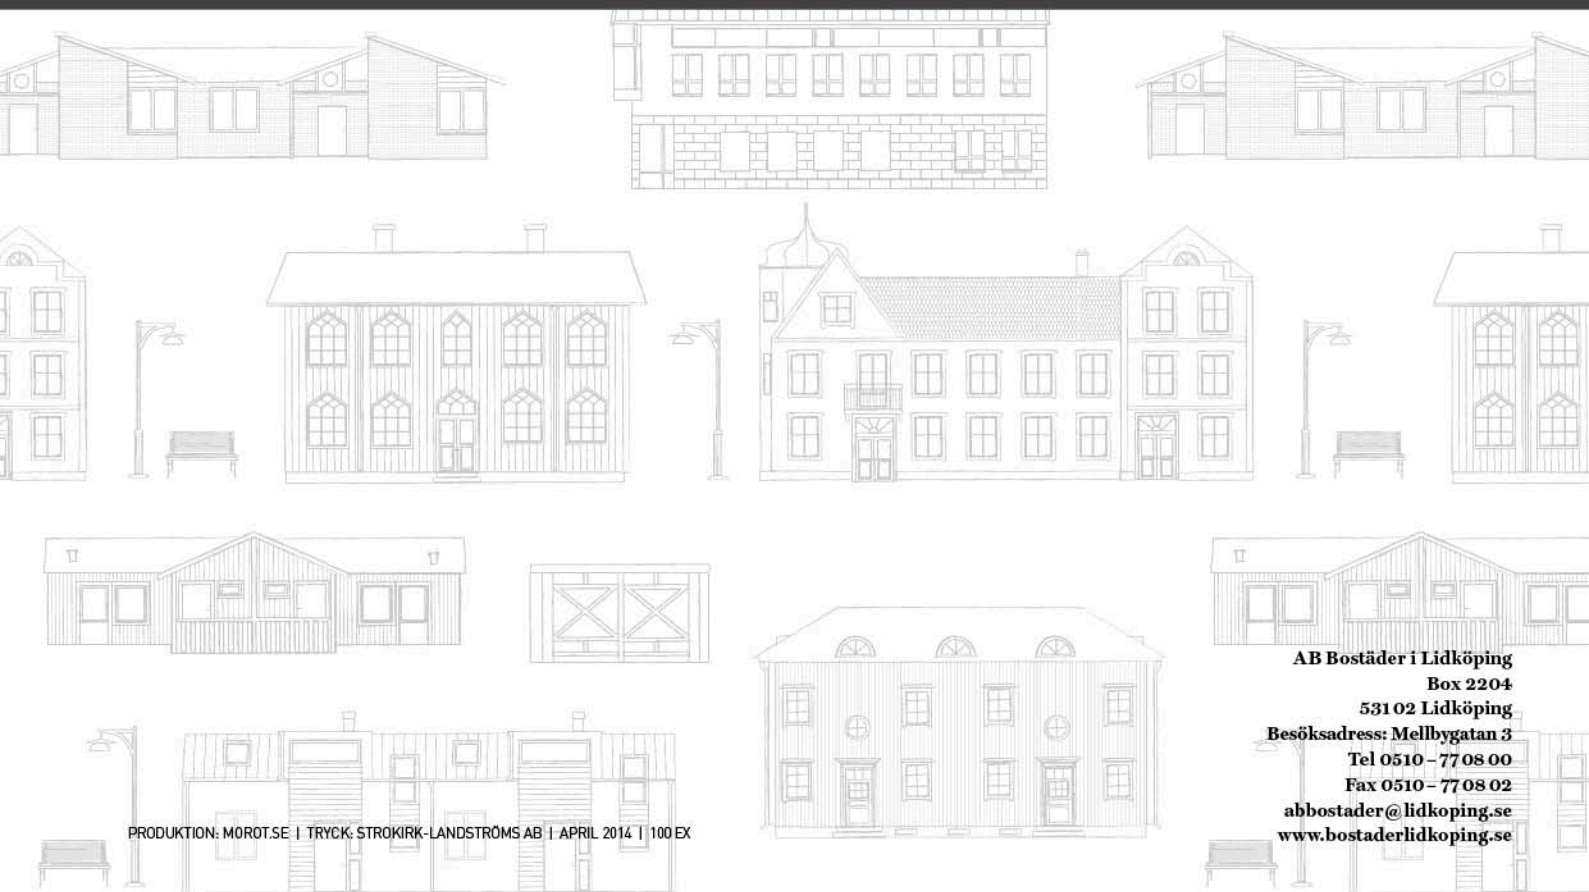 AB Bostäder i Lidköping
Box 2204
531 02 Lidköping
Besöksadress: Mellbygatan 3
Tel 0510 – 77 08 00
Fax 0510 – 77 08 02
abbostader@lidkoping.se
www.bostaderlidkoping.se
PRODUKTION: M0ROT.SE | TRYCK: STROKIRK-LANDSTRÖMS AB | APRIL 2014 | 100 EX